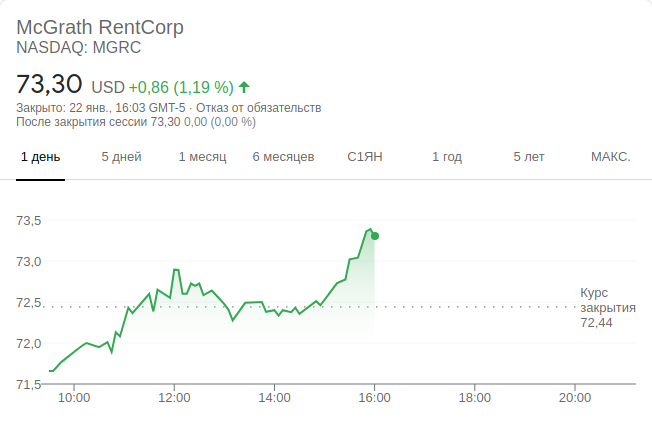 McGrath RentCorp
NASDAQ: MGRC
73,30 USD +0,86 (1,19 %)
Закрыто: 22 янв., 16:03 GMT-5 · Отказ от обязательств
После закрытия сессии 73,30 0,00 (0,00 %)
1 день 5 дней 1 месяц 6 месяцев С1ЯН 1 год 5 лет МАКС.
73,5
73,0
72,5
72,0
71,5
Курс
закрытия
72,44
10:00 12:00 14:00 16:00 18:00 20:00